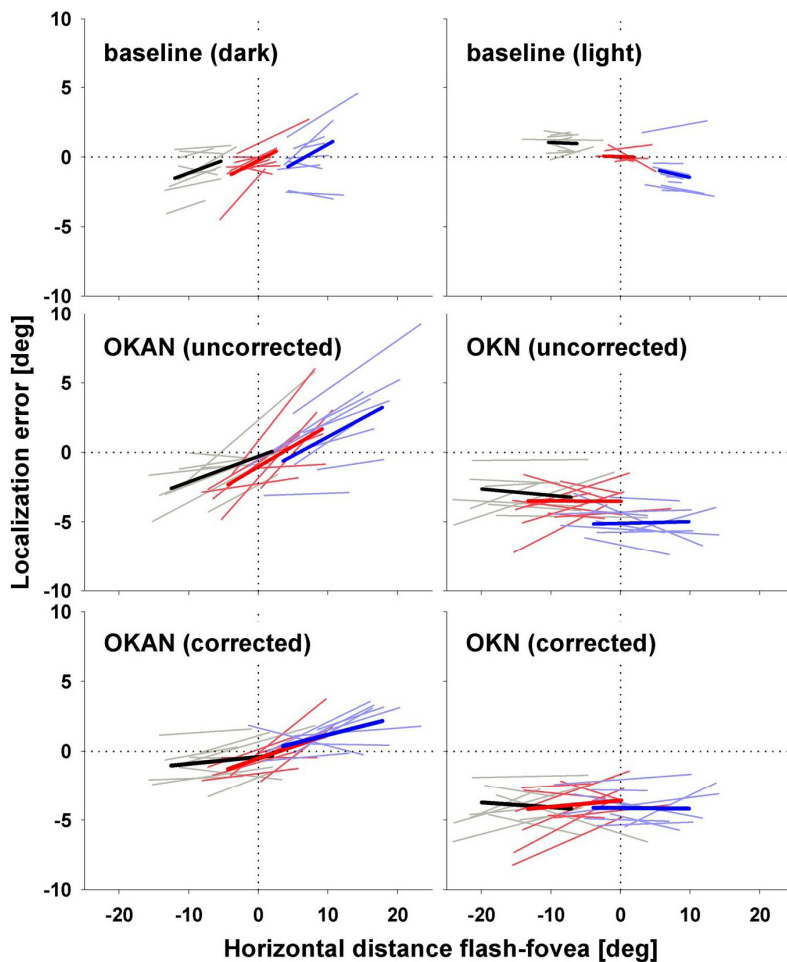 10
baseline (dark)
baseline (light)
5
0
-5
-10
OKAN (uncorrected)
OKN (uncorrected)
5
0
-5
-10
Localization error [deg]
10
OKAN (corrected)
OKN (corrected)
5
0
-5
-10
-20 -10 0 10 20 -20 -10 0 10 20
Horizontal distance flash-fovea [deg]